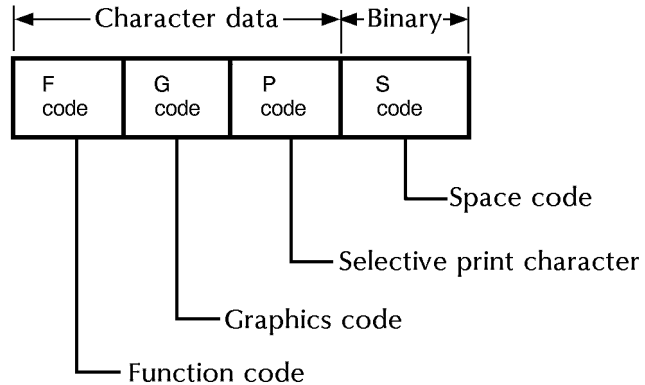 Character data Binary
F code
G code
P code
S code
Space code
Selective print character
Graphics code
Function code